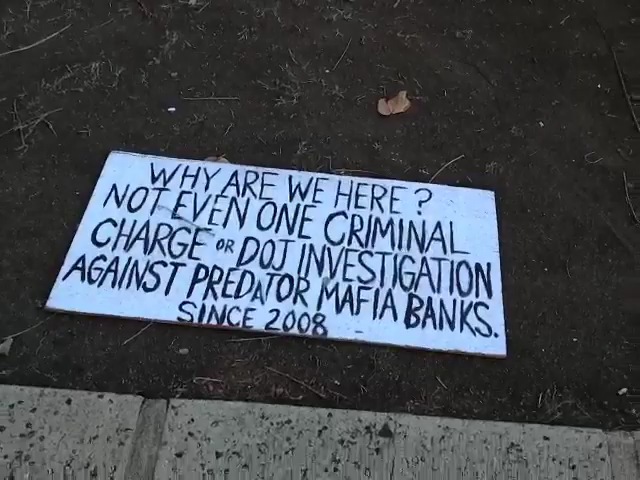 WHY ARE WE HERE?
NOT EVEN ONE CRIMINAL
CHARGE OR DOJ INVESTIGATION
AGAINST PREDATOR MAFIA BANKS.
SINCE 2008